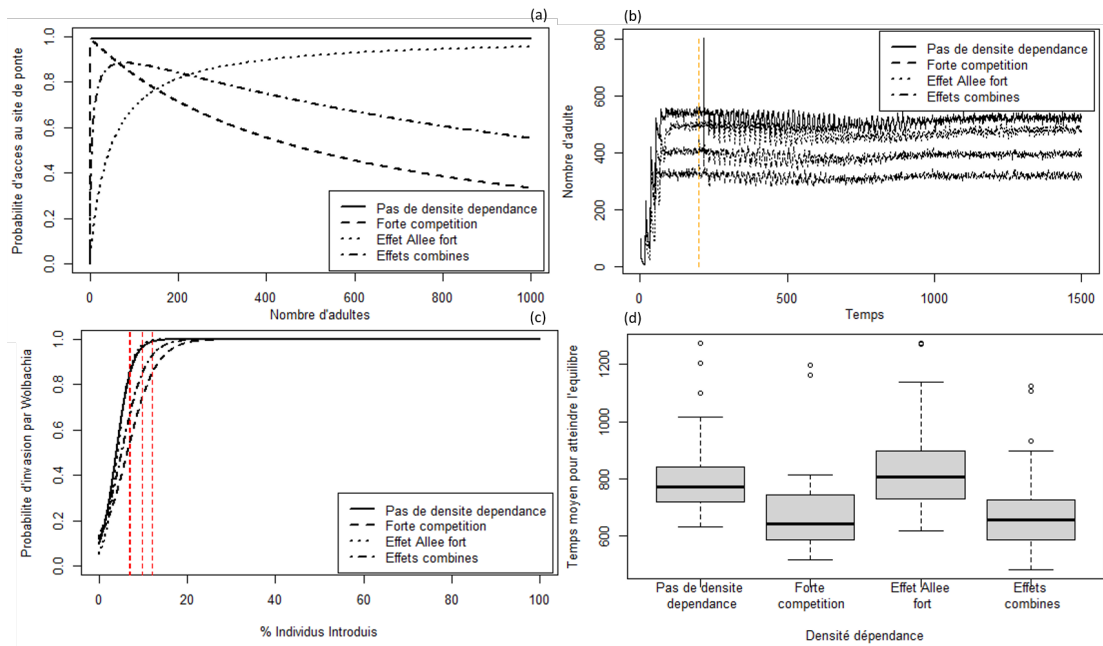 (a)
Probabilite d'acces au site de ponte
1.0
0.8
0.6
0.4
0.2
0.0
Pas de densite dependance
Forte competition
Effet Allee fort
Effets combines
0 200 400 600 800 1000
Nombre d'adultes
(b)
Nombre d'adulte
800
600
400
200
0
Pas de densite dependance
Forte competition
Effet Allee fort
Effets combines
0 500 1000 1500
Temps
(c)
Probabilite d'invasion par Wolbachia
1.0
0.8
0.6
0.4
0.2
0.0
Pas de densite dependance
Forte competition
Effet Allee fort
Effets combines
0 20 40 60 80 100
% Individus Introduis
(d)
Temps moyen pour atteindre l'equilibre
1200
1000
800
600
Pas de densite Forte Effet Allee Effets
dependance competition fort combines
Densité dépendance